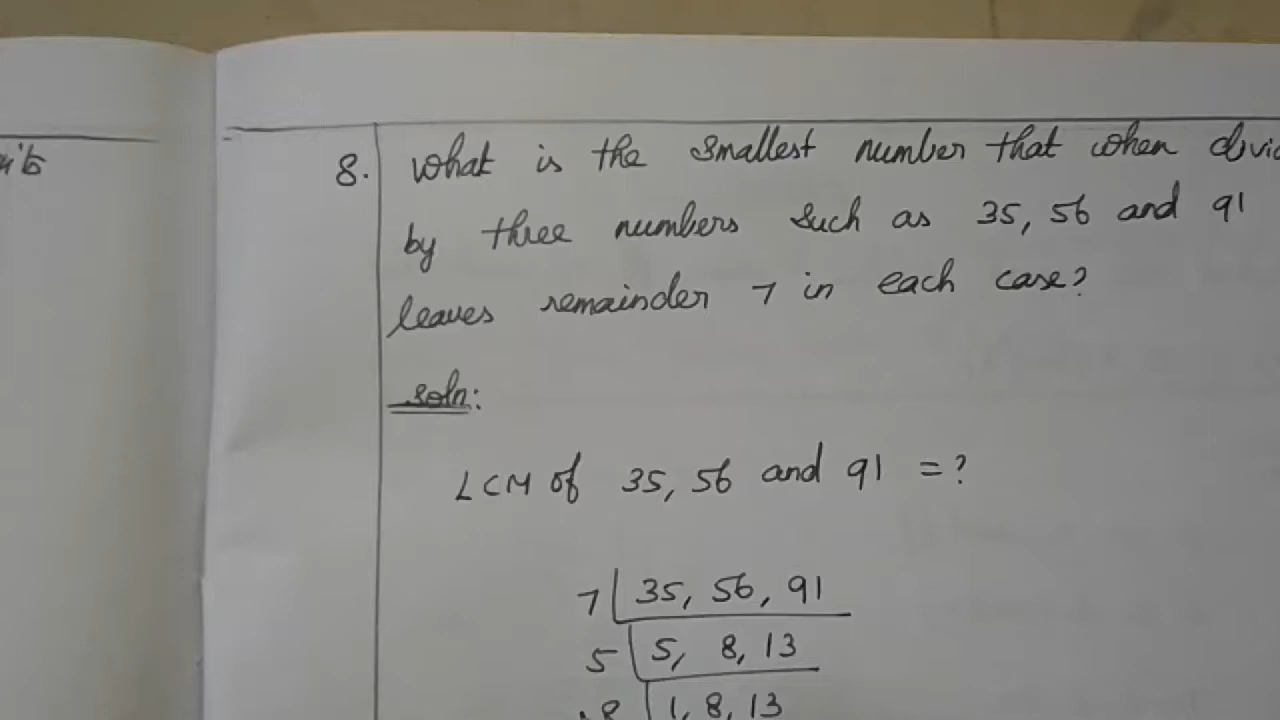 8. What is the smallest number that when
by three numbers such as 35, 56 and 91
leaves remainder 7 in each case?
soln:
LCM of 35, 56 and 91 = ?
7 | 35, 56, 91
5 | 5, 8, 13
8 | 1, 8, 13